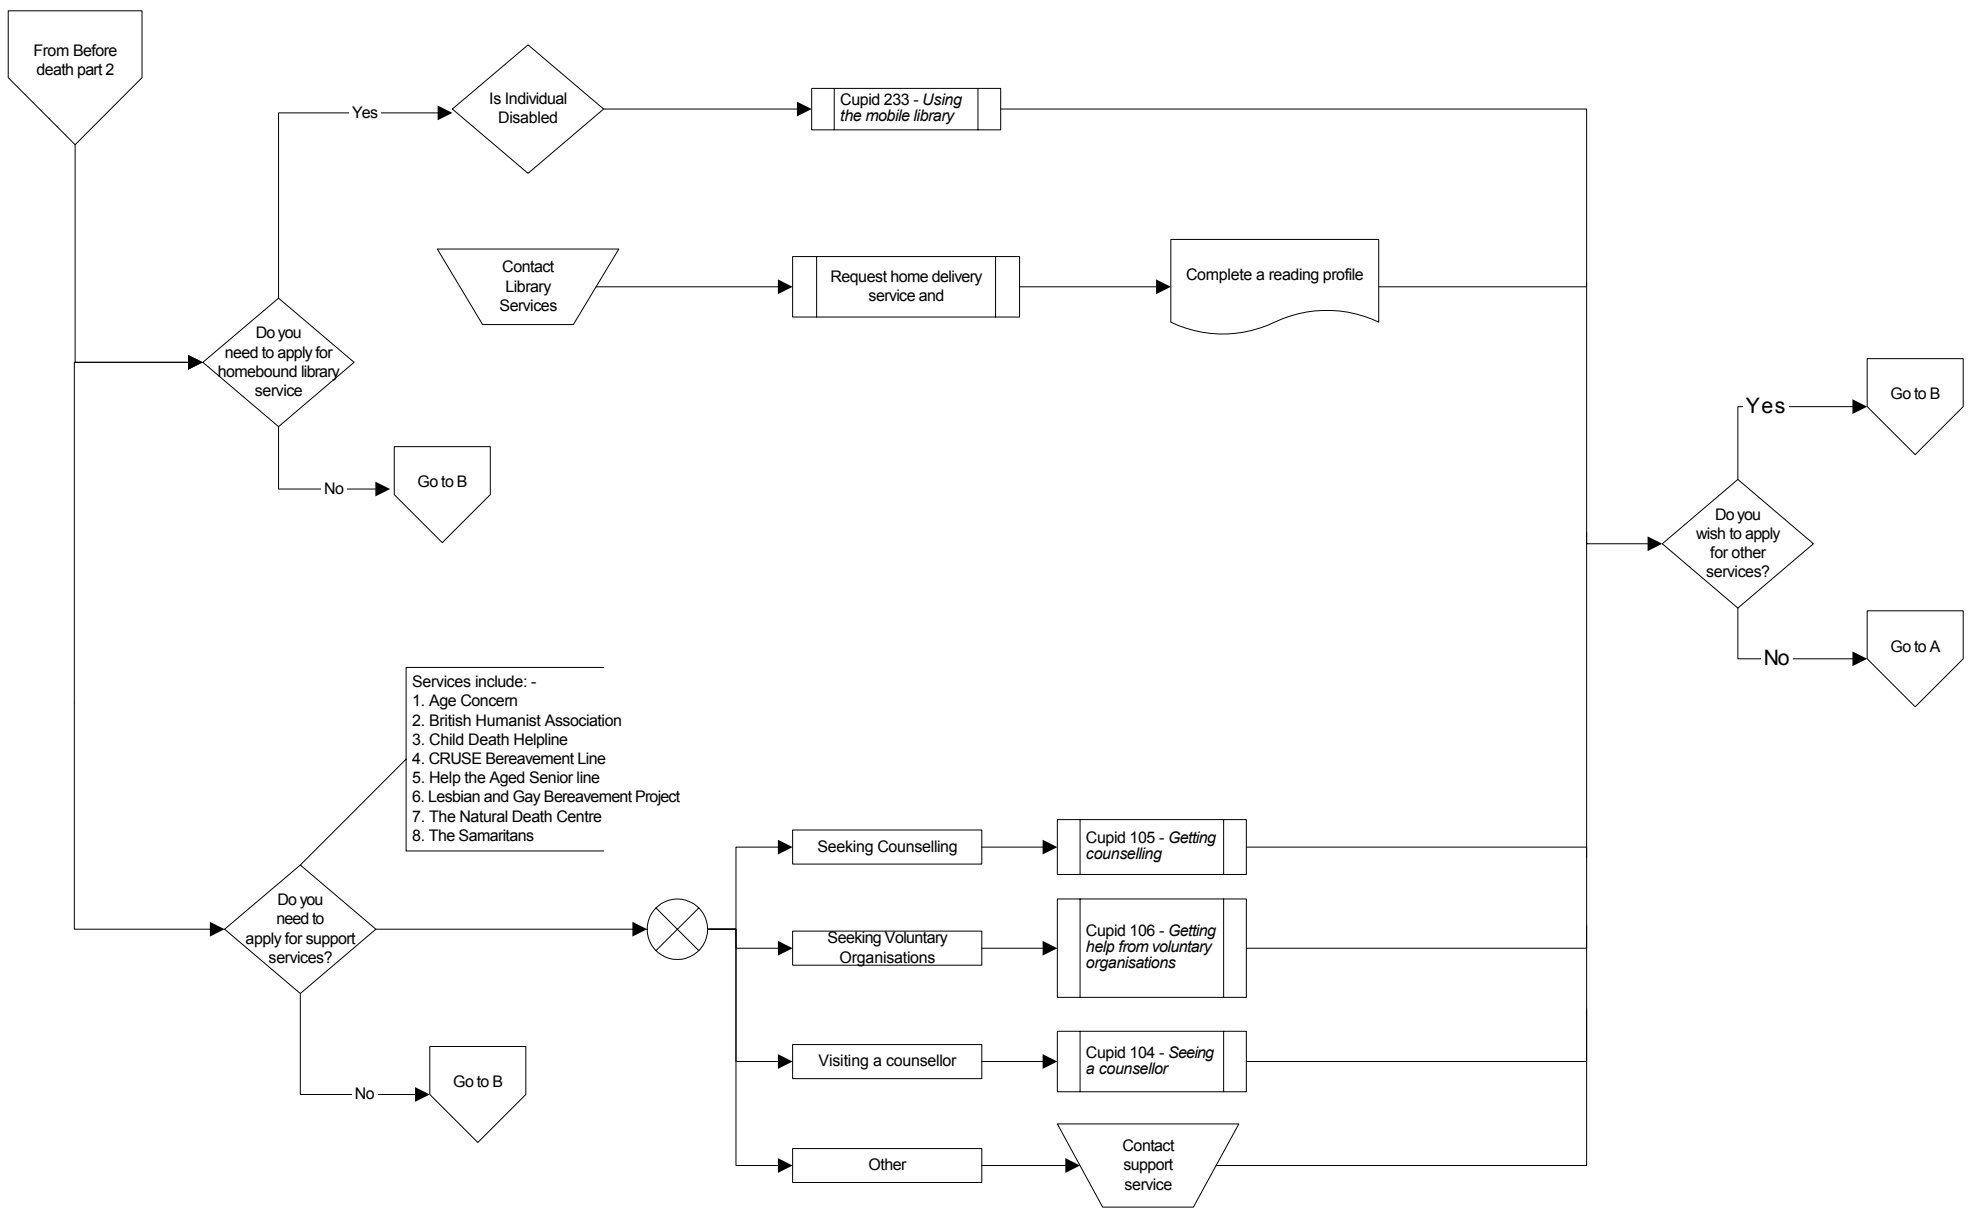 From Before
death part 2
Is Individual
Disabled
Yes
Cupid 233 - Using
the mobile library
Contact
Library
Services
Request home delivery
service and
Complete a reading profile
Do you
need to apply for
homebound library
service
No
Go to B
Yes
Go to B
Do you
wish to apply
for other
services?
No
Go to A
Services include: -
1. Age Concern
2. British Humanist Association
3. Child Death Helpline
4. CRUSE Bereavement Line
5. Help the Aged Senior line
6. Lesbian and Gay Bereavement Project
7. The Natural Death Centre
8. The Samaritans
Do you
need to
apply for support
services?
No
Go to B
Seeking Counselling
Cupid 105 - Getting
counselling
Seeking Voluntary
Organisations
Cupid 106 - Getting
help from voluntary
organisations
Visiting a counsellor
Cupid 104 - Seeing
a counsellor
Other
Contact
support
service